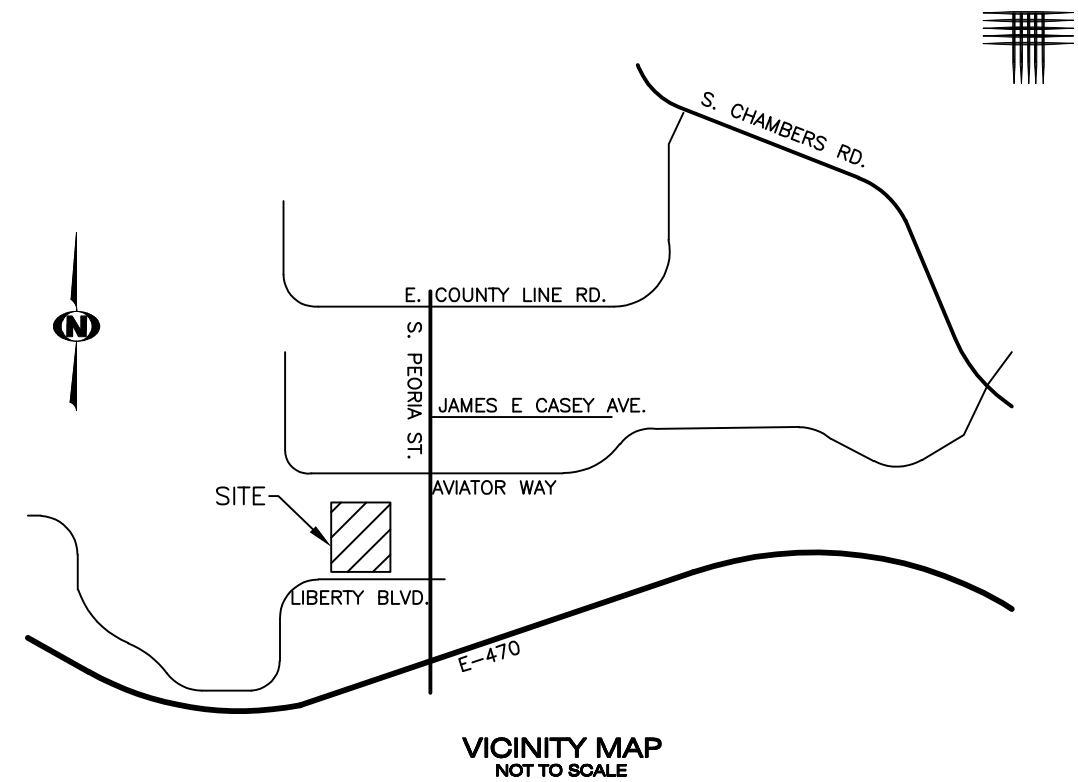 S. CHAMBERS RD.
E. COUNTY LINE RD.
N
S. PEORIA ST.
JAMES E CASEY AVE.
AVIATOR WAY
SITE
LIBERTY BLVD.
E-470
VICINITY MAP
NOT TO SCALE